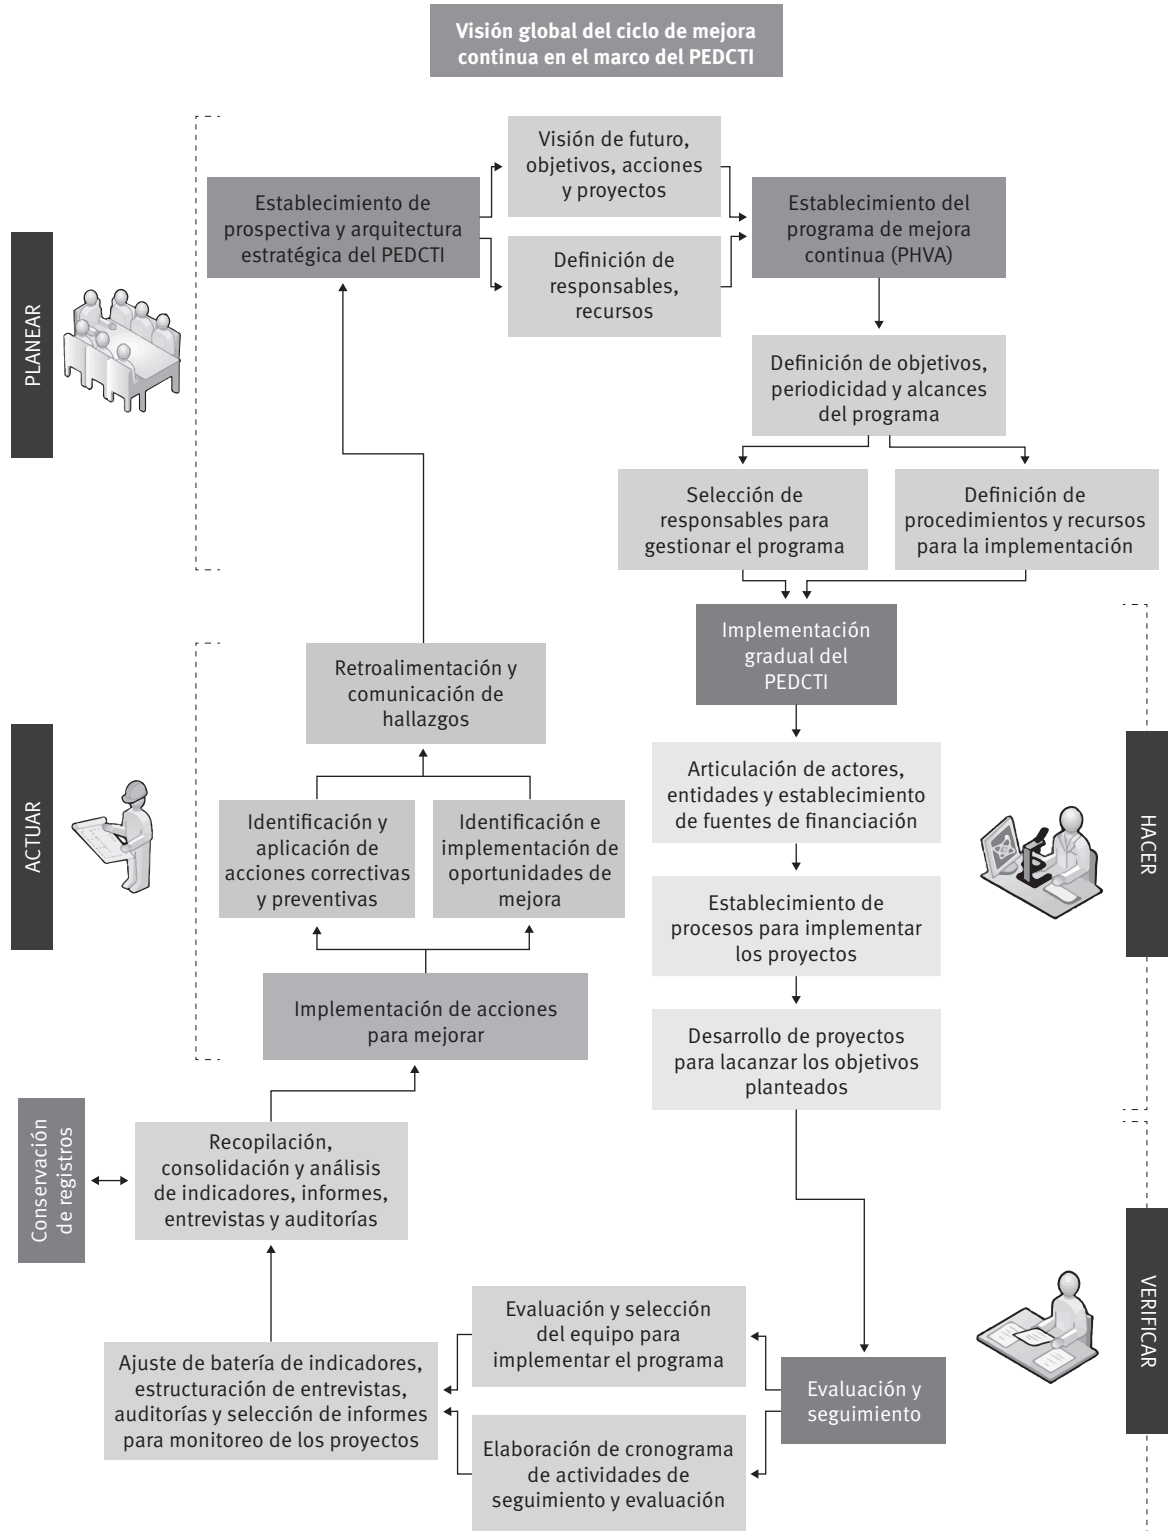 Visión global del ciclo de mejora
continua en el marco del PEDCTI
PLANEAR
Establecimiento de
prospectiva y arquitectura
estratégica del PEDCTI
Visión de futuro,
objetivos, acciones
y proyectos
Definición de
responsables,
recursos
Establecimiento del
programa de mejora
continua (PHVA)
Definición de objetivos,
periodicidad y alcances
del programa
Selección de
responsables para
gestionar el programa
Definición de
procedimientos y recursos
para la implementación
HACER
Implementación
gradual del
PEDCTI
Articulación de actores,
entidades y establecimiento
de fuentes de financiación
Establecimiento de
procesos para implementar
los proyectos
Desarrollo de proyectos
para lacanzar los objetivos
planteados
VERIFICAR
Evaluación y
seguimiento
Evaluación y selección
del equipo para
implementar el programa
Elaboración de cronograma
de actividades de
seguimiento y evaluación
Ajuste de batería de indicadores,
estructuración de entrevistas,
auditorías y selección de informes
para monitoreo de los proyectos
Recopilación,
consolidación y análisis
de indicadores, informes,
entrevistas y auditorías
Conservación
de registros
ACTUAR
Implementación de acciones
para mejorar
Identificación y
aplicación de
acciones correctivas
y preventivas
Identificación e
implementación de
oportunidades de
mejora
Retroalimentación y
comunicación de
hallazgos